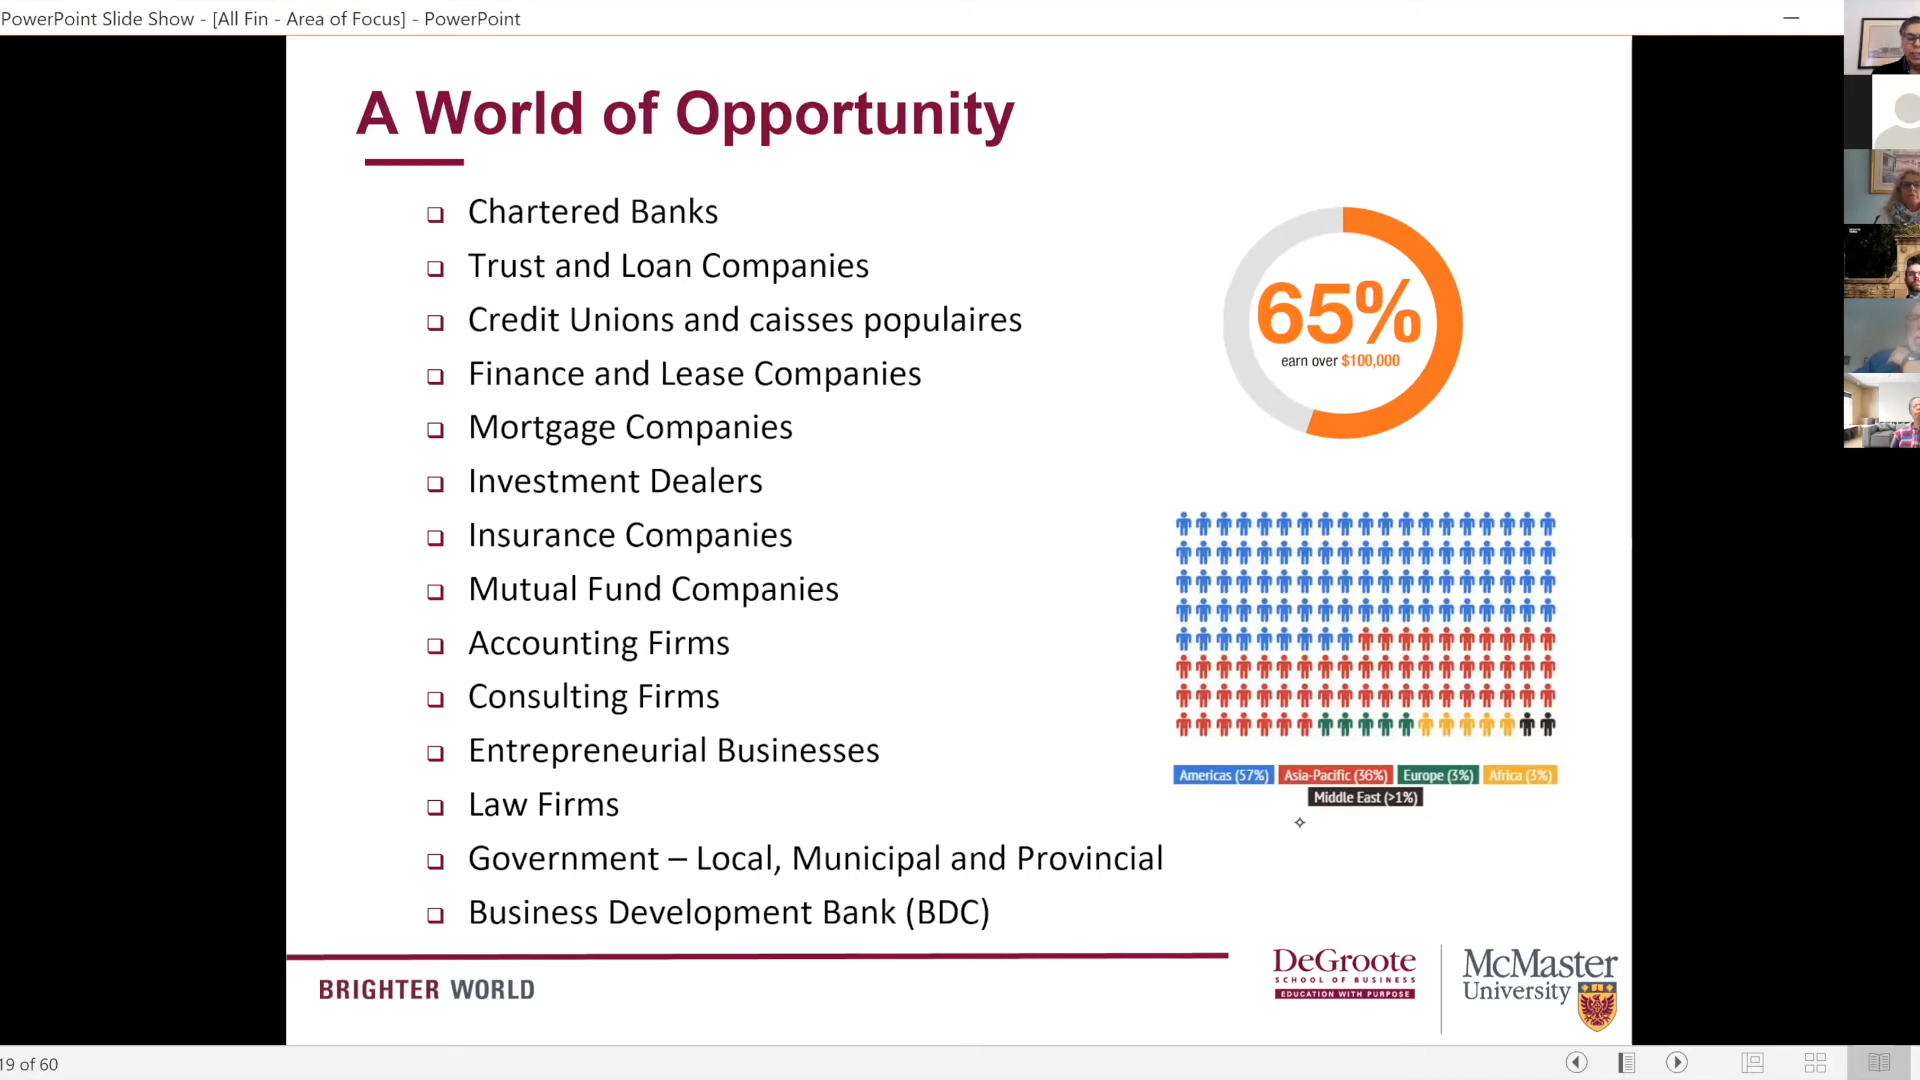 PowerPoint Slide Show - [All Fin - Area of Focus] - PowerPoint
A World of Opportunity
Chartered Banks
Trust and Loan Companies
Credit Unions and caisses populaires
Finance and Lease Companies
Mortgage Companies
Investment Dealers
Insurance Companies
Mutual Fund Companies
Accounting Firms
Consulting Firms
Entrepreneurial Businesses
Law Firms
Government – Local, Municipal and Provincial
Business Development Bank (BDC)
65%
earn over $100,000
Americas (57%) Asia-Pacific (36%) Europe (3%) Africa (3%)
Middle East (>1%)
BRIGHTER WORLD
DeGroote
SCHOOL OF BUSINESS
EDUCATION WITH PURPOSE
McMaster
University
19 of 60